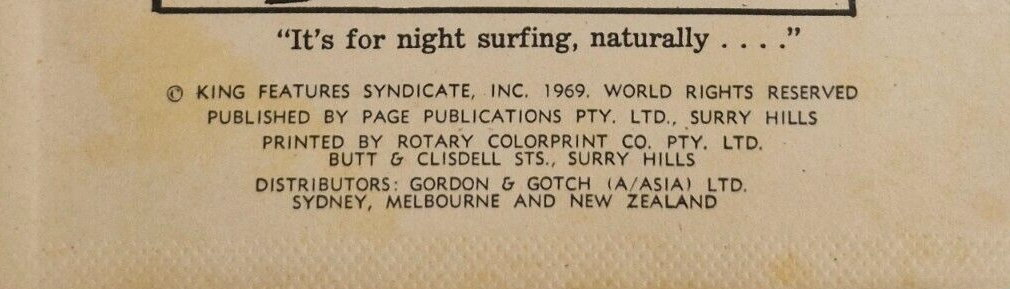 "It's for night surfing, naturally . . . ."
© KING FEATURES SYNDICATE, INC. 1969. WORLD RIGHTS RESERVED
PUBLISHED BY PAGE PUBLICATIONS PTY. LTD., SURRY HILLS
PRINTED BY ROTARY COLORPRINT CO. PTY. LTD.
BUTT & CLISDELL STS., SURRY HILLS
DISTRIBUTORS: GORDON & GOTCH (A/ASIA) LTD.
SYDNEY, MELBOURNE AND NEW ZEALAND